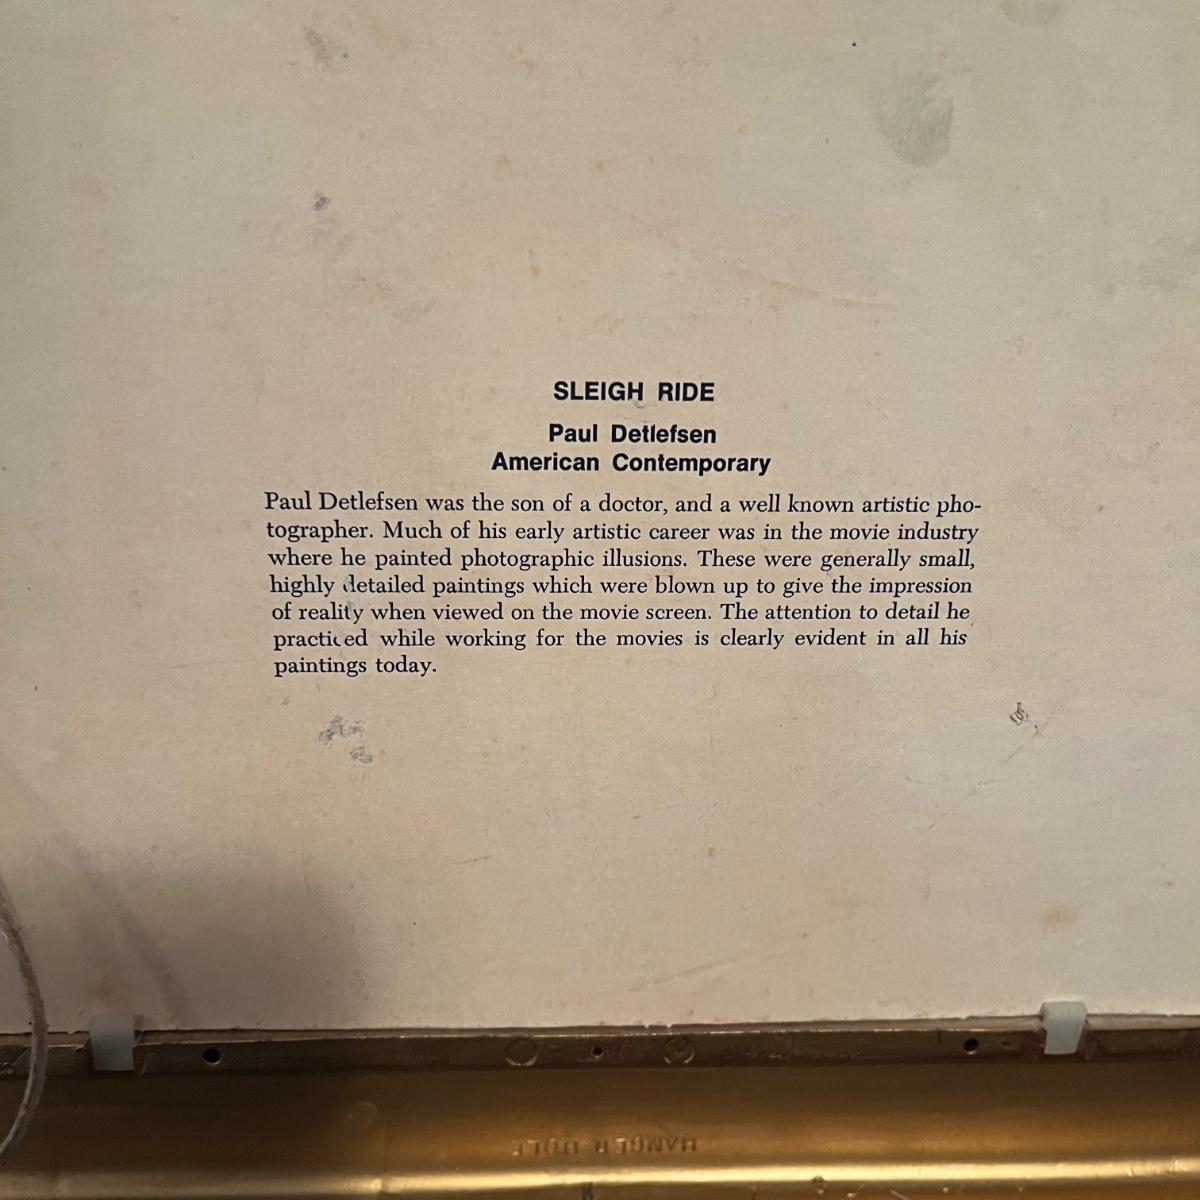 SLEIGH RIDE
Paul Detlefsen
American Contemporary
Paul Detlefsen was the son of a doctor, and a well known artistic pho-
tographer. Much of his early artistic career was in the movie industry
where he painted photographic illusions. These were generally small,
highly detailed paintings which were blown up to give the impression
of reality when viewed on the movie screen. The attention to detail he
practiced while working for the movies is clearly evident in all his
paintings today.
HANGER HOLE